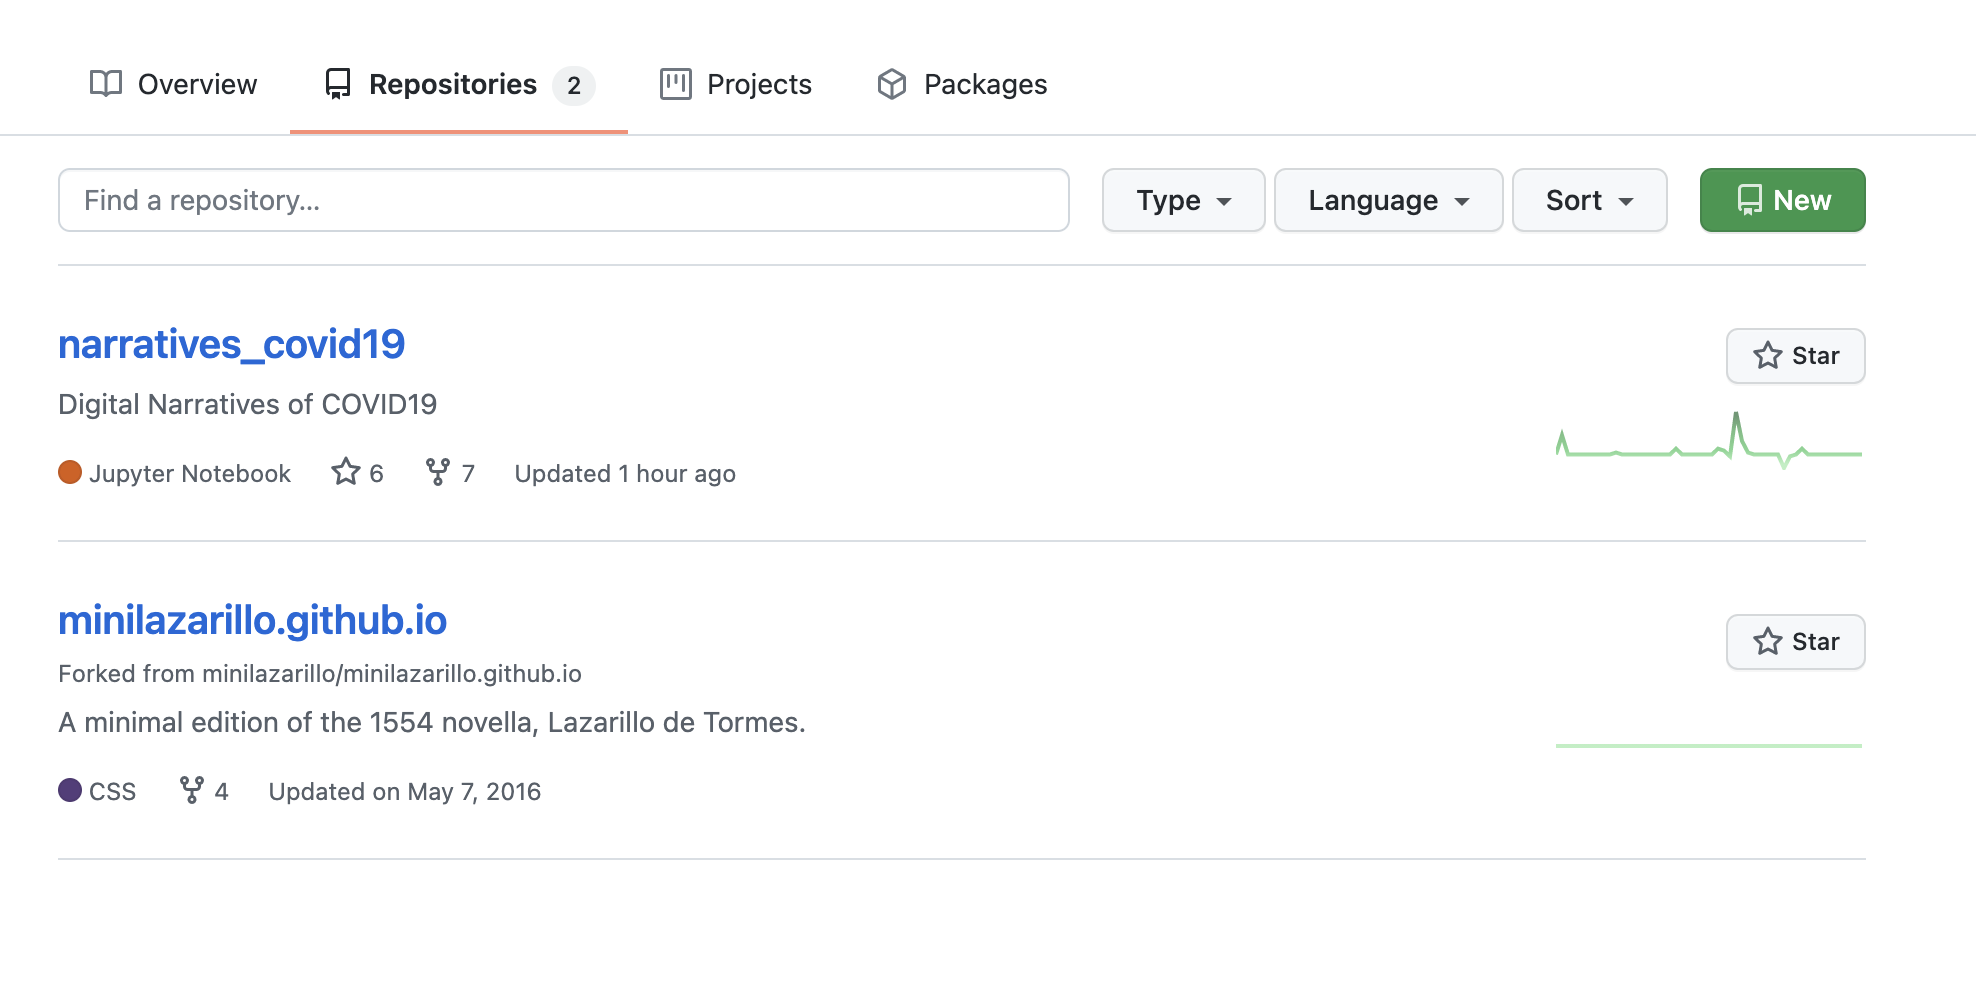 Overview Repositories 2 Projects Packages
Find a repository... Type Language Sort New
narratives_covid19 Star
Digital Narratives of COVID19
Jupyter Notebook 6 7 Updated 1 hour ago
minilazarillo.github.io Star
Forked from minilazarillo/minilazarillo.github.io
A minimal edition of the 1554 novella, Lazarillo de Tormes.
CSS 4 Updated on May 7, 2016